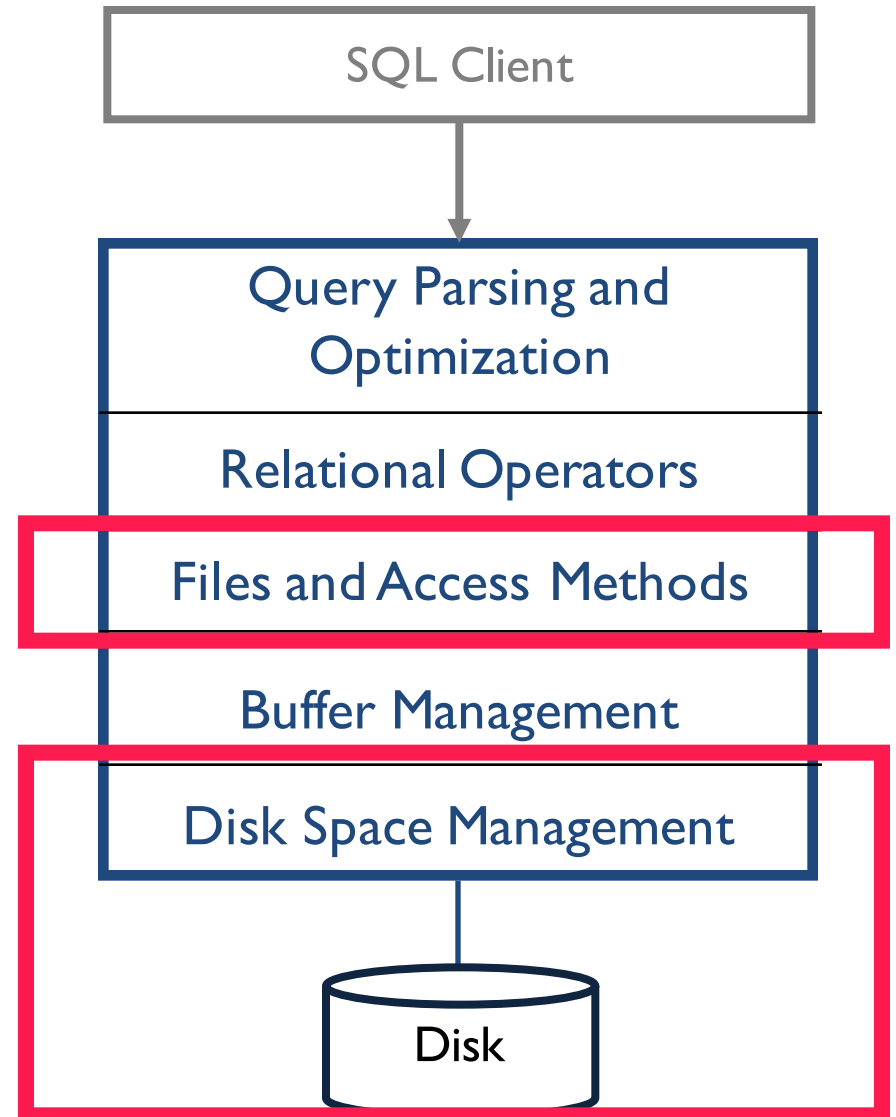 SQL Client
Query Parsing and
Optimization
Relational Operators
Files and Access Methods
Buffer Management
Disk Space Management
Disk